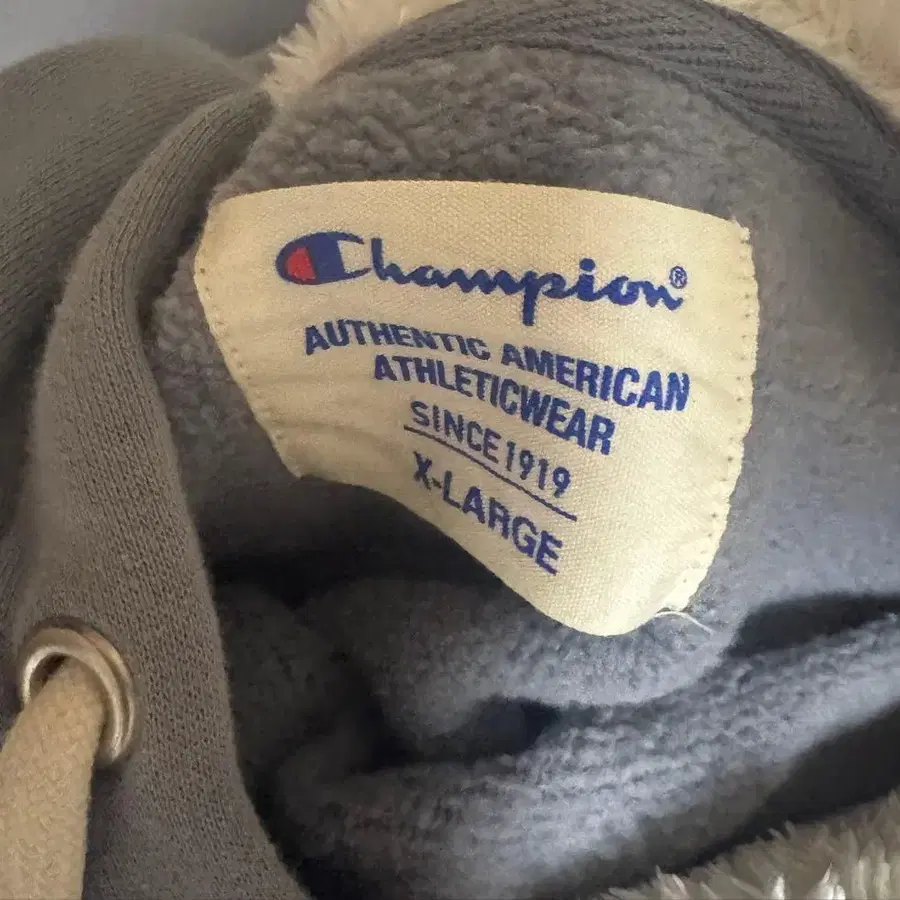 Champion®
AUTHENTIC AMERICAN
ATHLETICWEAR
SINCE 1919
X-LARGE